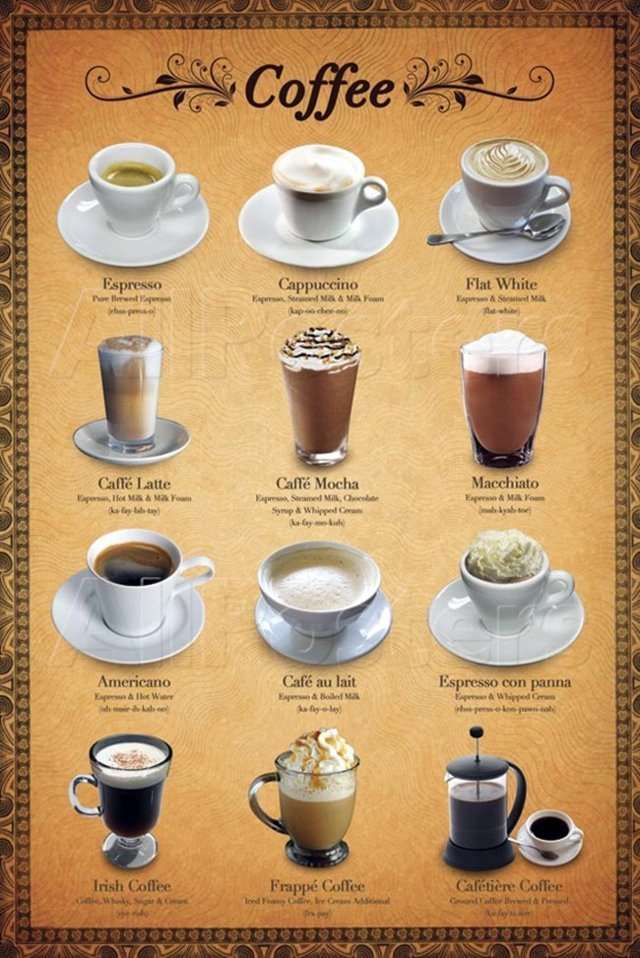 Coffee
Espresso
Pure Brewed Espresso
(ehss-press-o)
Cappuccino
Espresso, Steamed Milk & Milk Foam
(kap-oo-chee-no)
Flat White
Espresso & Steamed Milk
(flat-white)
AllPosters
Caffé Latte
Espresso, Hot Milk & Milk Foam
(ka-fay-lah-tay)
Caffé Mocha
Espresso, Steamed Milk, Chocolate
Syrup & Whipped Cream
(ka-fay-mo-kuh)
Macchiato
Espresso & Milk Foam
(mah-kyah-toe)
AllPosters
Americano
Espresso & Hot Water
(uh-mair-ih-kah-no)
Café au lait
Espresso & Boiled Milk
(ka-fay-o-lay)
Espresso con panna
Espresso & Whipped Cream
(ehss-press-o-kon-pawn-nah)
Irish Coffee
Coffee, Whisky, Sugar & Cream
(eye-rish)
Frappé Coffee
Iced Foamy Coffee, Ice Cream Additional
Cafétière Coffee
Ground Coffee Brewed & Pressed